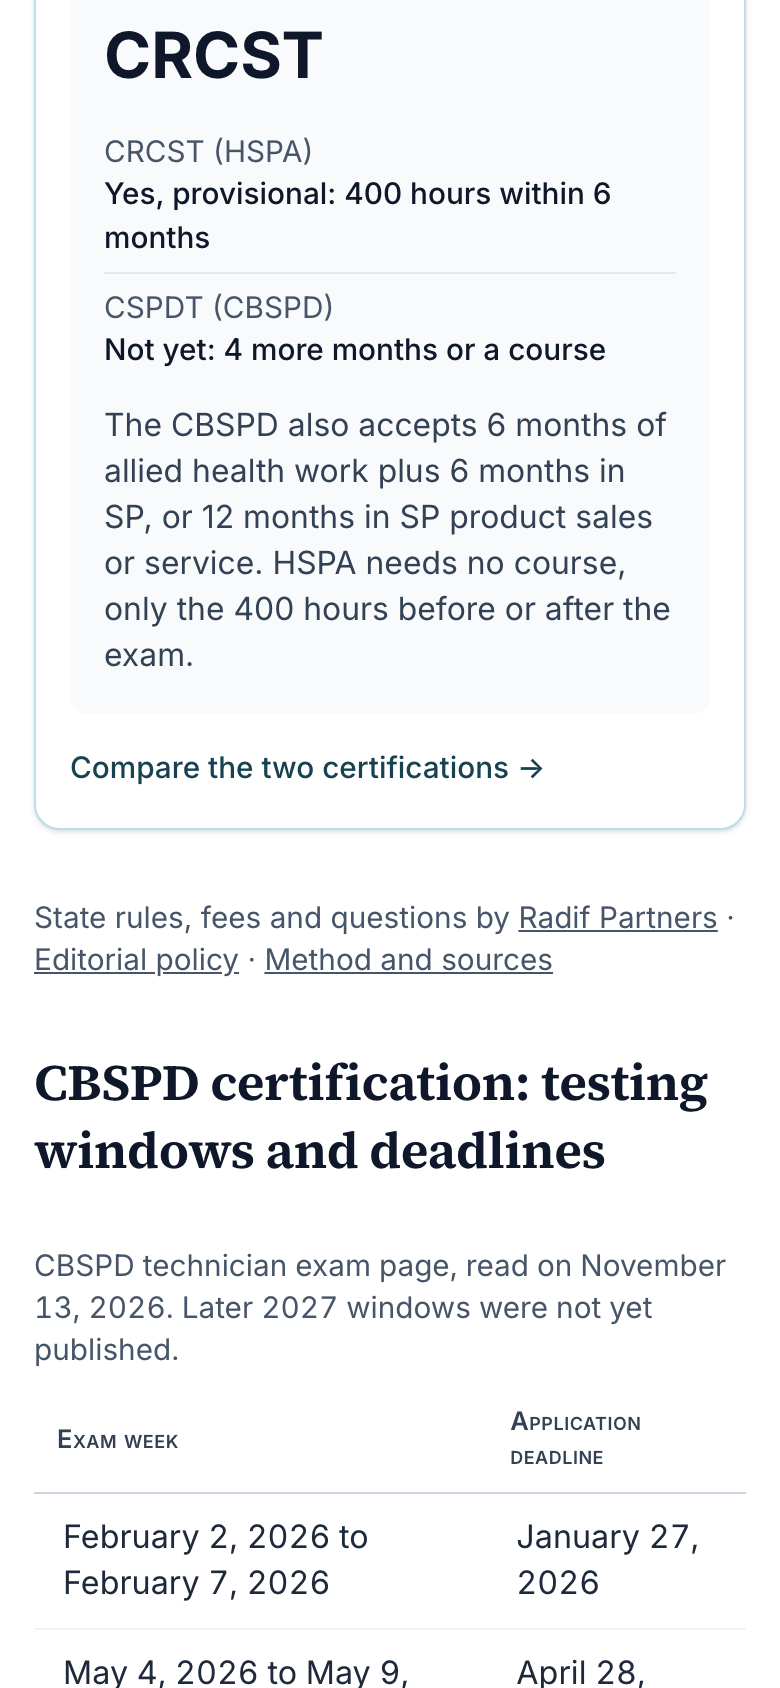 CRCST
CRCST (HSPA)
Yes, provisional: 400 hours within 6
months
CSPDT (CBSPD)
Not yet: 4 more months or a course
The CBSPD also accepts 6 months of
allied health work plus 6 months in
SP, or 12 months in SP product sales
or service. HSPA needs no course,
only the 400 hours before or after the
exam.
Compare the two certifications →
State rules, fees and questions by Radif Partners ·
Editorial policy · Method and sources
CBSPD certification: testing
windows and deadlines
CBSPD technician exam page, read on November
13, 2026. Later 2027 windows were not yet
published.
Exam week
Application
deadline
February 2, 2026 to
February 7, 2026
January 27,
2026
May 4, 2026 to May 9,
April 28,